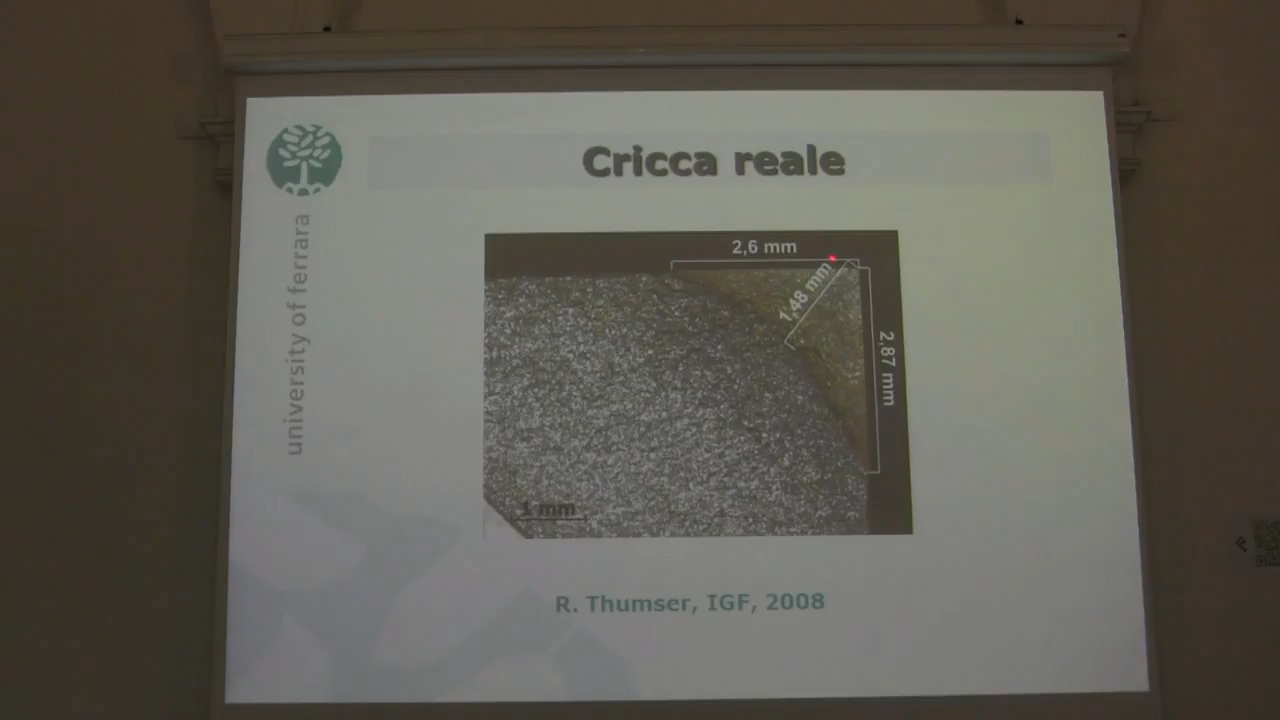 Cricca reale
university of ferrara
2,6 mm
1,48 mm
2,87 mm
1 mm
R. Thumser, IGF, 2008